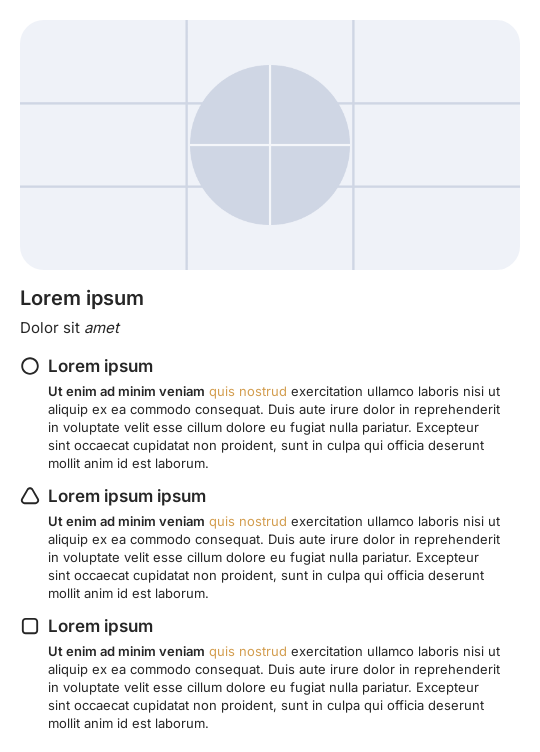 Lorem ipsum
Dolor sit amet
Lorem ipsum
Ut enim ad minim veniam quis nostrud exercitation ullamco laboris nisi ut
aliquip ex ea commodo consequat. Duis aute irure dolor in reprehenderit
in voluptate velit esse cillum dolore eu fugiat nulla pariatur. Excepteur
sint occaecat cupidatat non proident, sunt in culpa qui officia deserunt
mollit anim id est laborum.
Lorem ipsum ipsum
Ut enim ad minim veniam quis nostrud exercitation ullamco laboris nisi ut
aliquip ex ea commodo consequat. Duis aute irure dolor in reprehenderit
in voluptate velit esse cillum dolore eu fugiat nulla pariatur. Excepteur
sint occaecat cupidatat non proident, sunt in culpa qui officia deserunt
mollit anim id est laborum.
Lorem ipsum
Ut enim ad minim veniam quis nostrud exercitation ullamco laboris nisi ut
aliquip ex ea commodo consequat. Duis aute irure dolor in reprehenderit
in voluptate velit esse cillum dolore eu fugiat nulla pariatur. Excepteur
sint occaecat cupidatat non proident, sunt in culpa qui officia deserunt
mollit anim id est laborum.